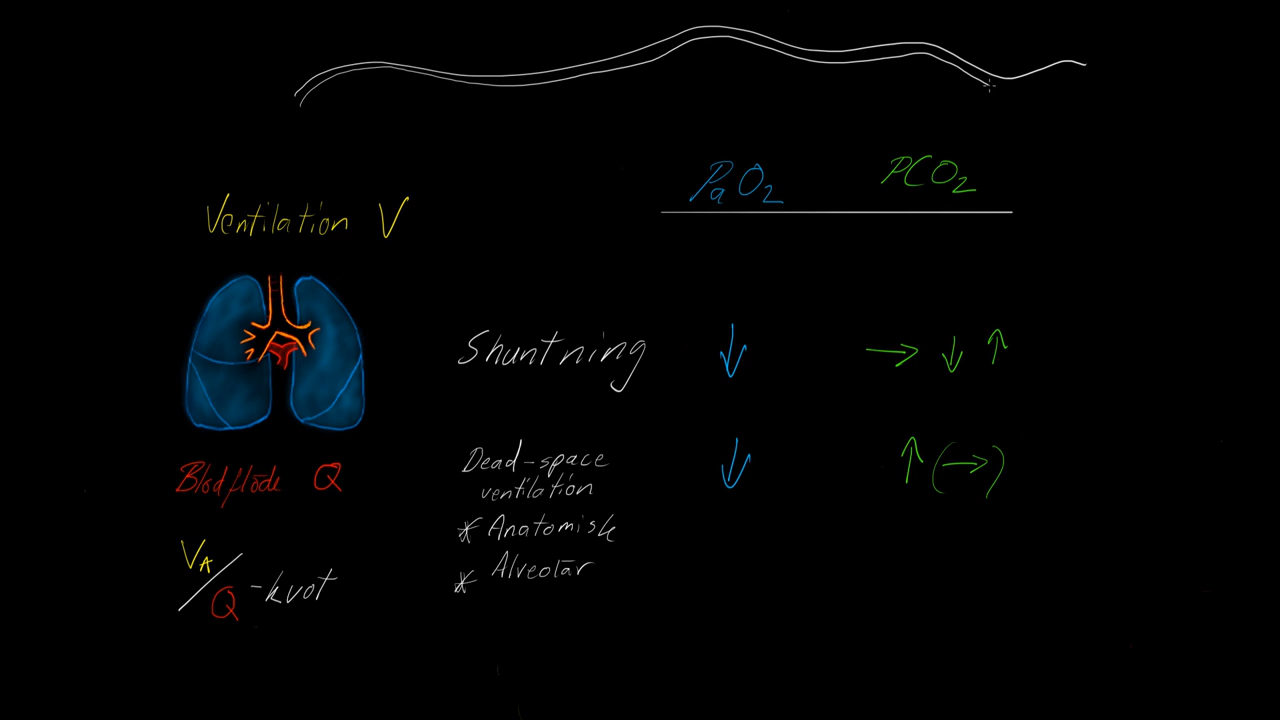 PaO2 PCO2
Ventilation V
Shuntning ↓ → ↓ ↑
Dead-space ↓ ↑ (→)
ventilation
Blodflöde Q
* Anatomisk
* Alveolär
VA/Q-kvot